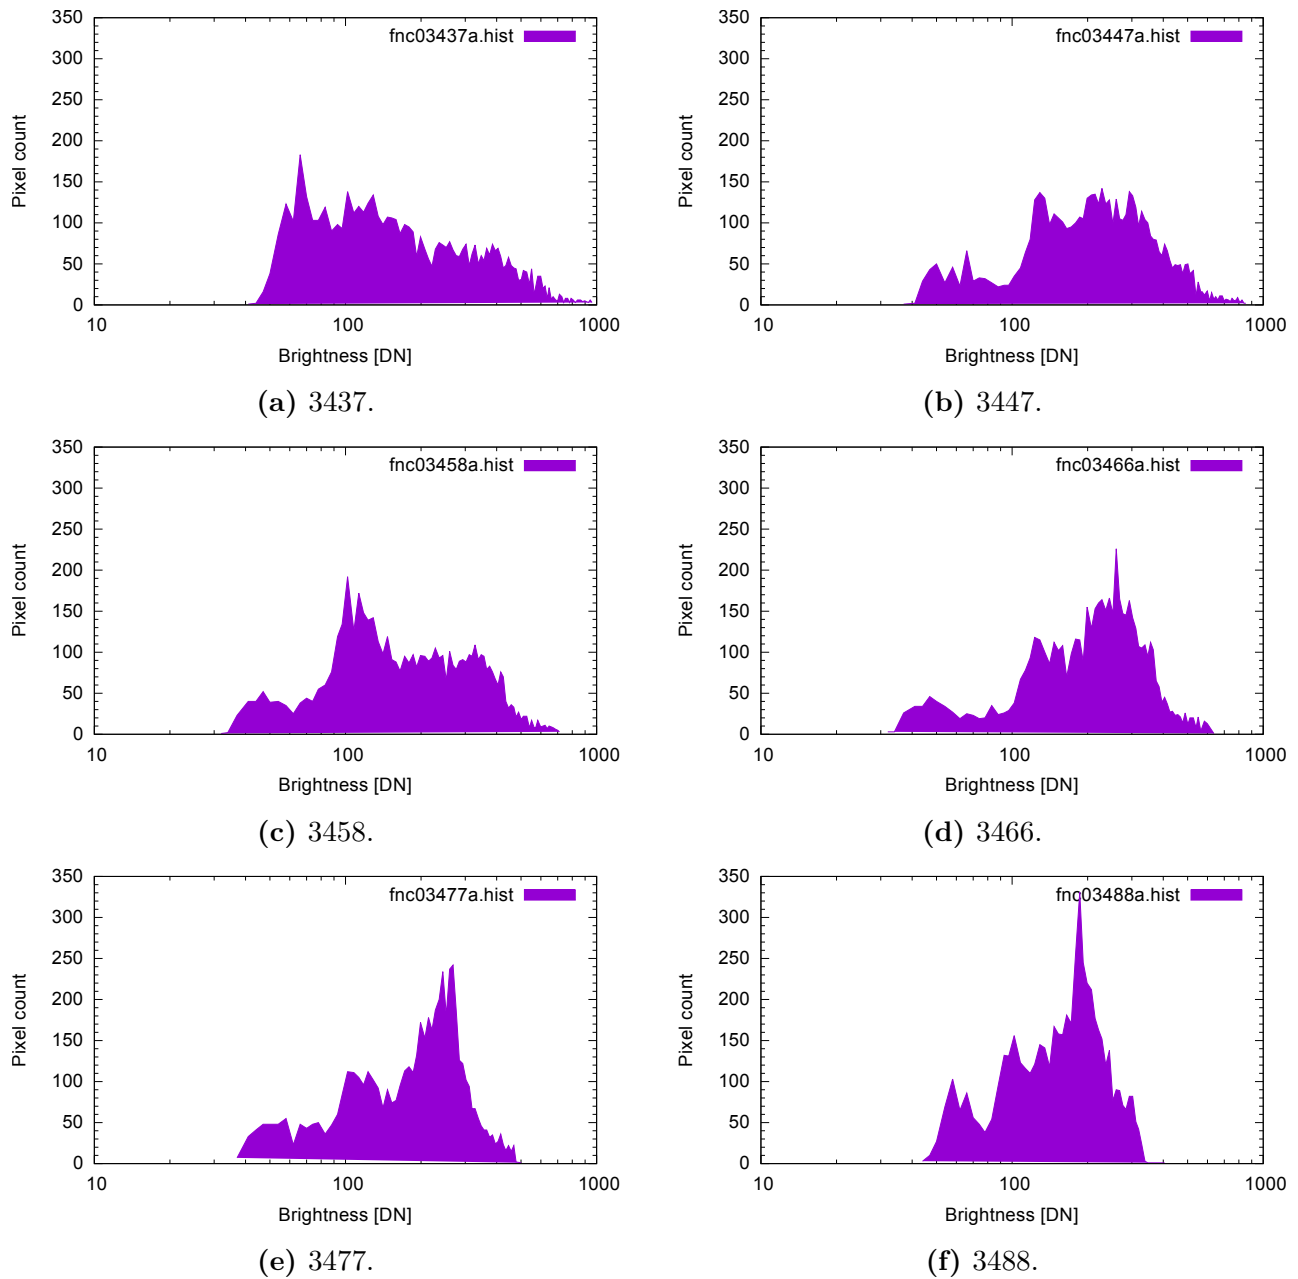 350
300
250
200
150
100
50
0
Pixel count
fnc03437a.hist
10 100 1000
Brightness [DN]
(a) 3437.
350
300
250
200
150
100
50
0
Pixel count
fnc03447a.hist
10 100 1000
Brightness [DN]
(b) 3447.
350
300
250
200
150
100
50
0
Pixel count
fnc03458a.hist
10 100 1000
Brightness [DN]
(c) 3458.
350
300
250
200
150
100
50
0
Pixel count
fnc03466a.hist
10 100 1000
Brightness [DN]
(d) 3466.
350
300
250
200
150
100
50
0
Pixel count
fnc03477a.hist
10 100 1000
Brightness [DN]
(e) 3477.
350
300
250
200
150
100
50
0
Pixel count
fnc03488a.hist
10 100 1000
Brightness [DN]
(f) 3488.